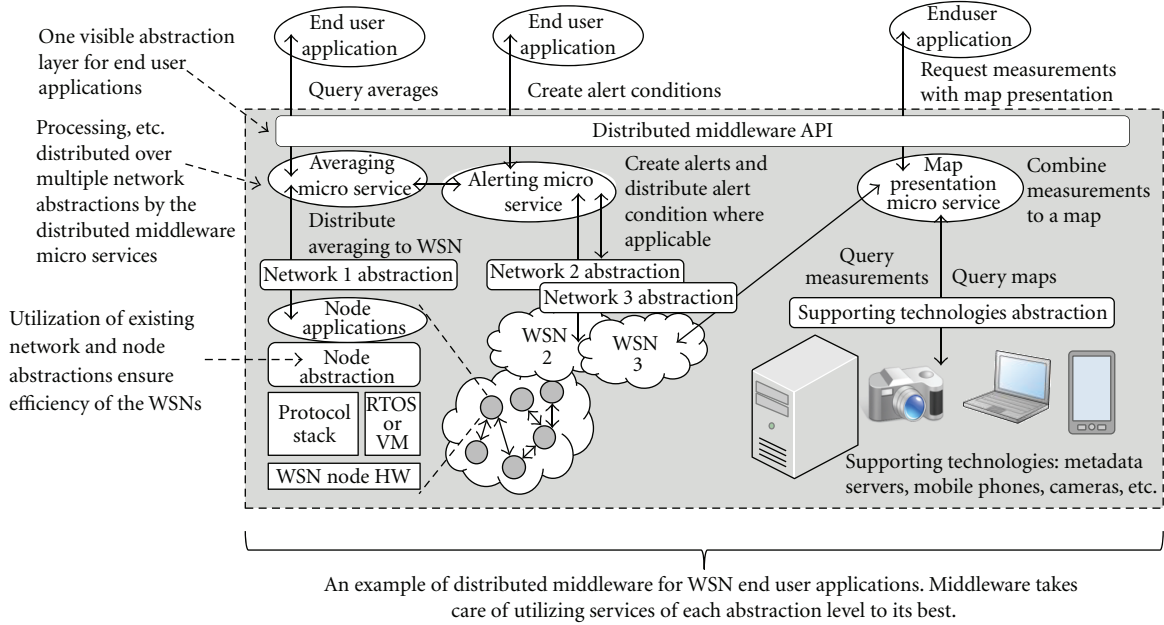 End user
application
End user
application
Enduser
application
One visible abstraction
layer for end user
applications
Query averages
Create alert conditions
Request measurements
with map presentation
Distributed middleware API
Processing, etc.
distributed over
multiple network
abstractions by the
distributed middleware
micro services
Averaging
micro service
Alerting micro
service
Create alerts and
distribute alert
condition where
applicable
Map
presentation
micro service
Combine
measurements
to a map
Distribute
averaging to WSN
Query
measurements
Query maps
Network 1 abstraction
Network 2 abstraction
Network 3 abstraction
Supporting technologies abstraction
Utilization of existing
network and node
abstractions ensure
efficiency of the WSNs
Node
applications
Node
abstraction
Protocol
stack
RTOS
or
VM
WSN node HW
WSN
2
WSN
3
Supporting technologies: metadata
servers, mobile phones, cameras, etc.
An example of distributed middleware for WSN end user applications. Middleware takes
care of utilizing services of each abstraction level to its best.